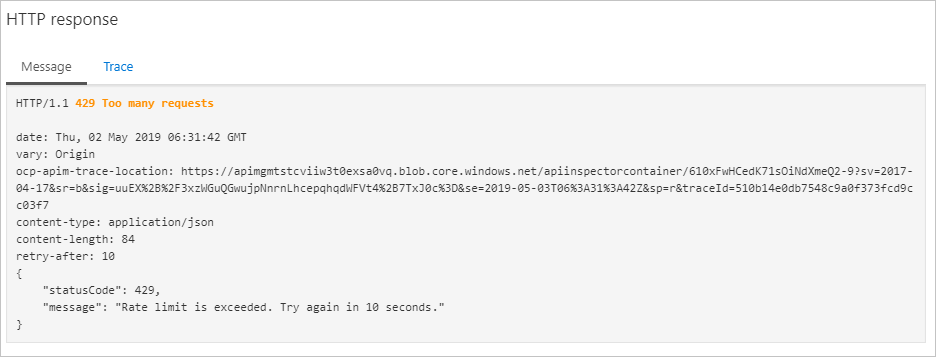 HTTP response
Message
Trace
HTTP/1.1 429 Too many requests
date: Thu, 02 May 2019 06:31:42 GMT
vary: Origin
ocp-apim-trace-location: https://apimgmtstcviiw3t0exsa0vq.blob.core.windows.net/apiinspectorcontainer/610xFwHCedK71sOiNdXmeQ2-9?sv=2017-
04-17&sr=b&sig=uuEX%2B%2F3xzWGuQGwujpNnrnLhcepqhqdWFVt4%2B7TxJ0c%3D&se=2019-05-03T06%3A31%3A42Z&sp=r&traceId=510b14e0db7548c9a0f373fcd9c
c03f7
content-type: application/json
content-length: 84
retry-after: 10
{
    "statusCode": 429,
    "message": "Rate limit is exceeded. Try again in 10 seconds."
}